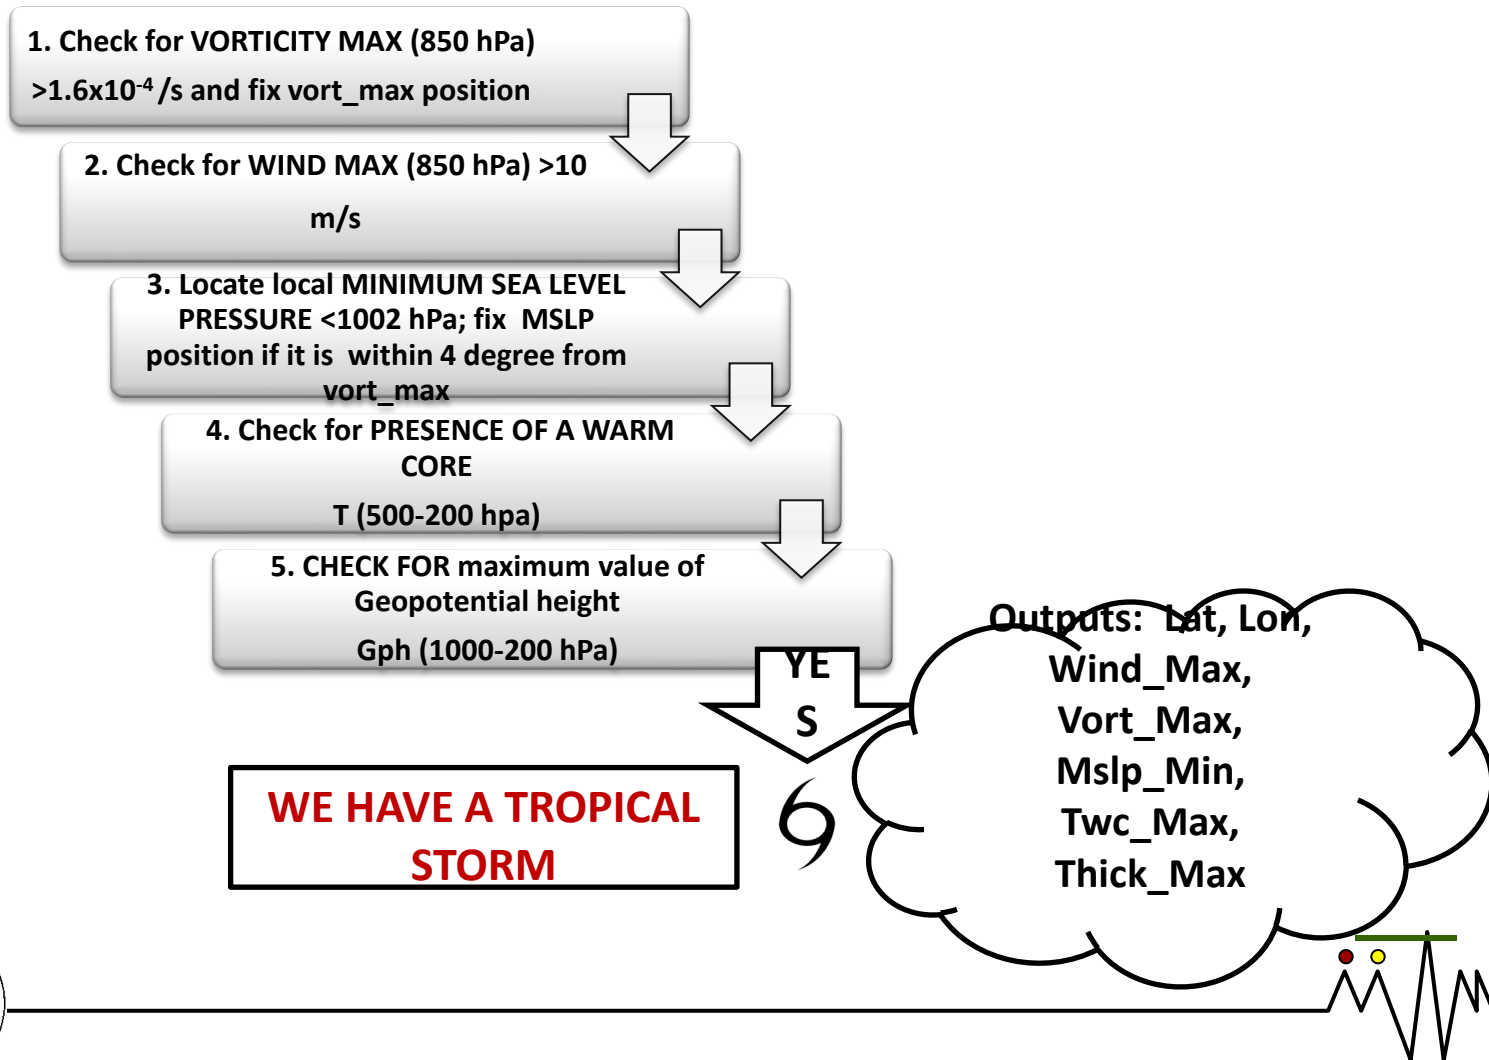 1. Check for VORTICITY MAX (850 hPa)
>1.6x10⁻⁴ /s and fix vort_max position
2. Check for WIND MAX (850 hPa) >10
m/s
3. Locate local MINIMUM SEA LEVEL
PRESSURE <1002 hPa; fix MSLP
position if it is within 4 degree from
vort_max
4. Check for PRESENCE OF A WARM
CORE
T (500-200 hpa)
5. CHECK FOR maximum value of
Geopotential height
Gph (1000-200 hPa)
YE
S
WE HAVE A TROPICAL
STORM
Outputs: Lat, Lon,
Wind_Max,
Vort_Max,
Mslp_Min,
Twc_Max,
Thick_Max